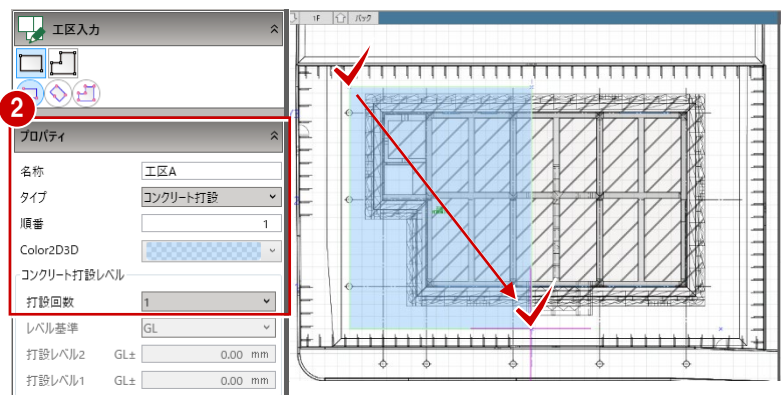 工区入力
1F
バック
2
プロパティ
名称 工区A
タイプ コンクリート打設
順番 1
Color2D3D
コンクリート打設レベル
打設回数 1
レベル基準 GL
打設レベル2 GL± 0.00 mm
打設レベル1 GL± 0.00 mm